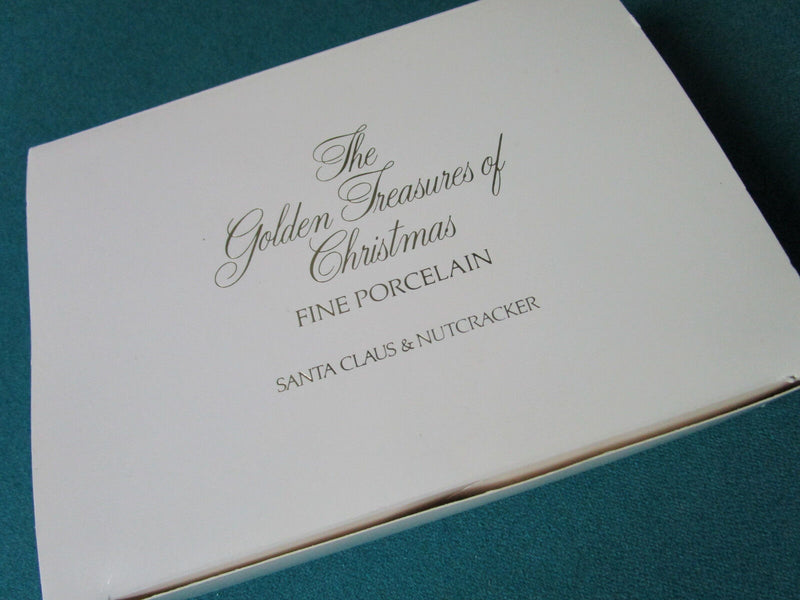 The
Golden Treasures of
Christmas
FINE PORCELAIN
SANTA CLAUS & NUTCRACKER